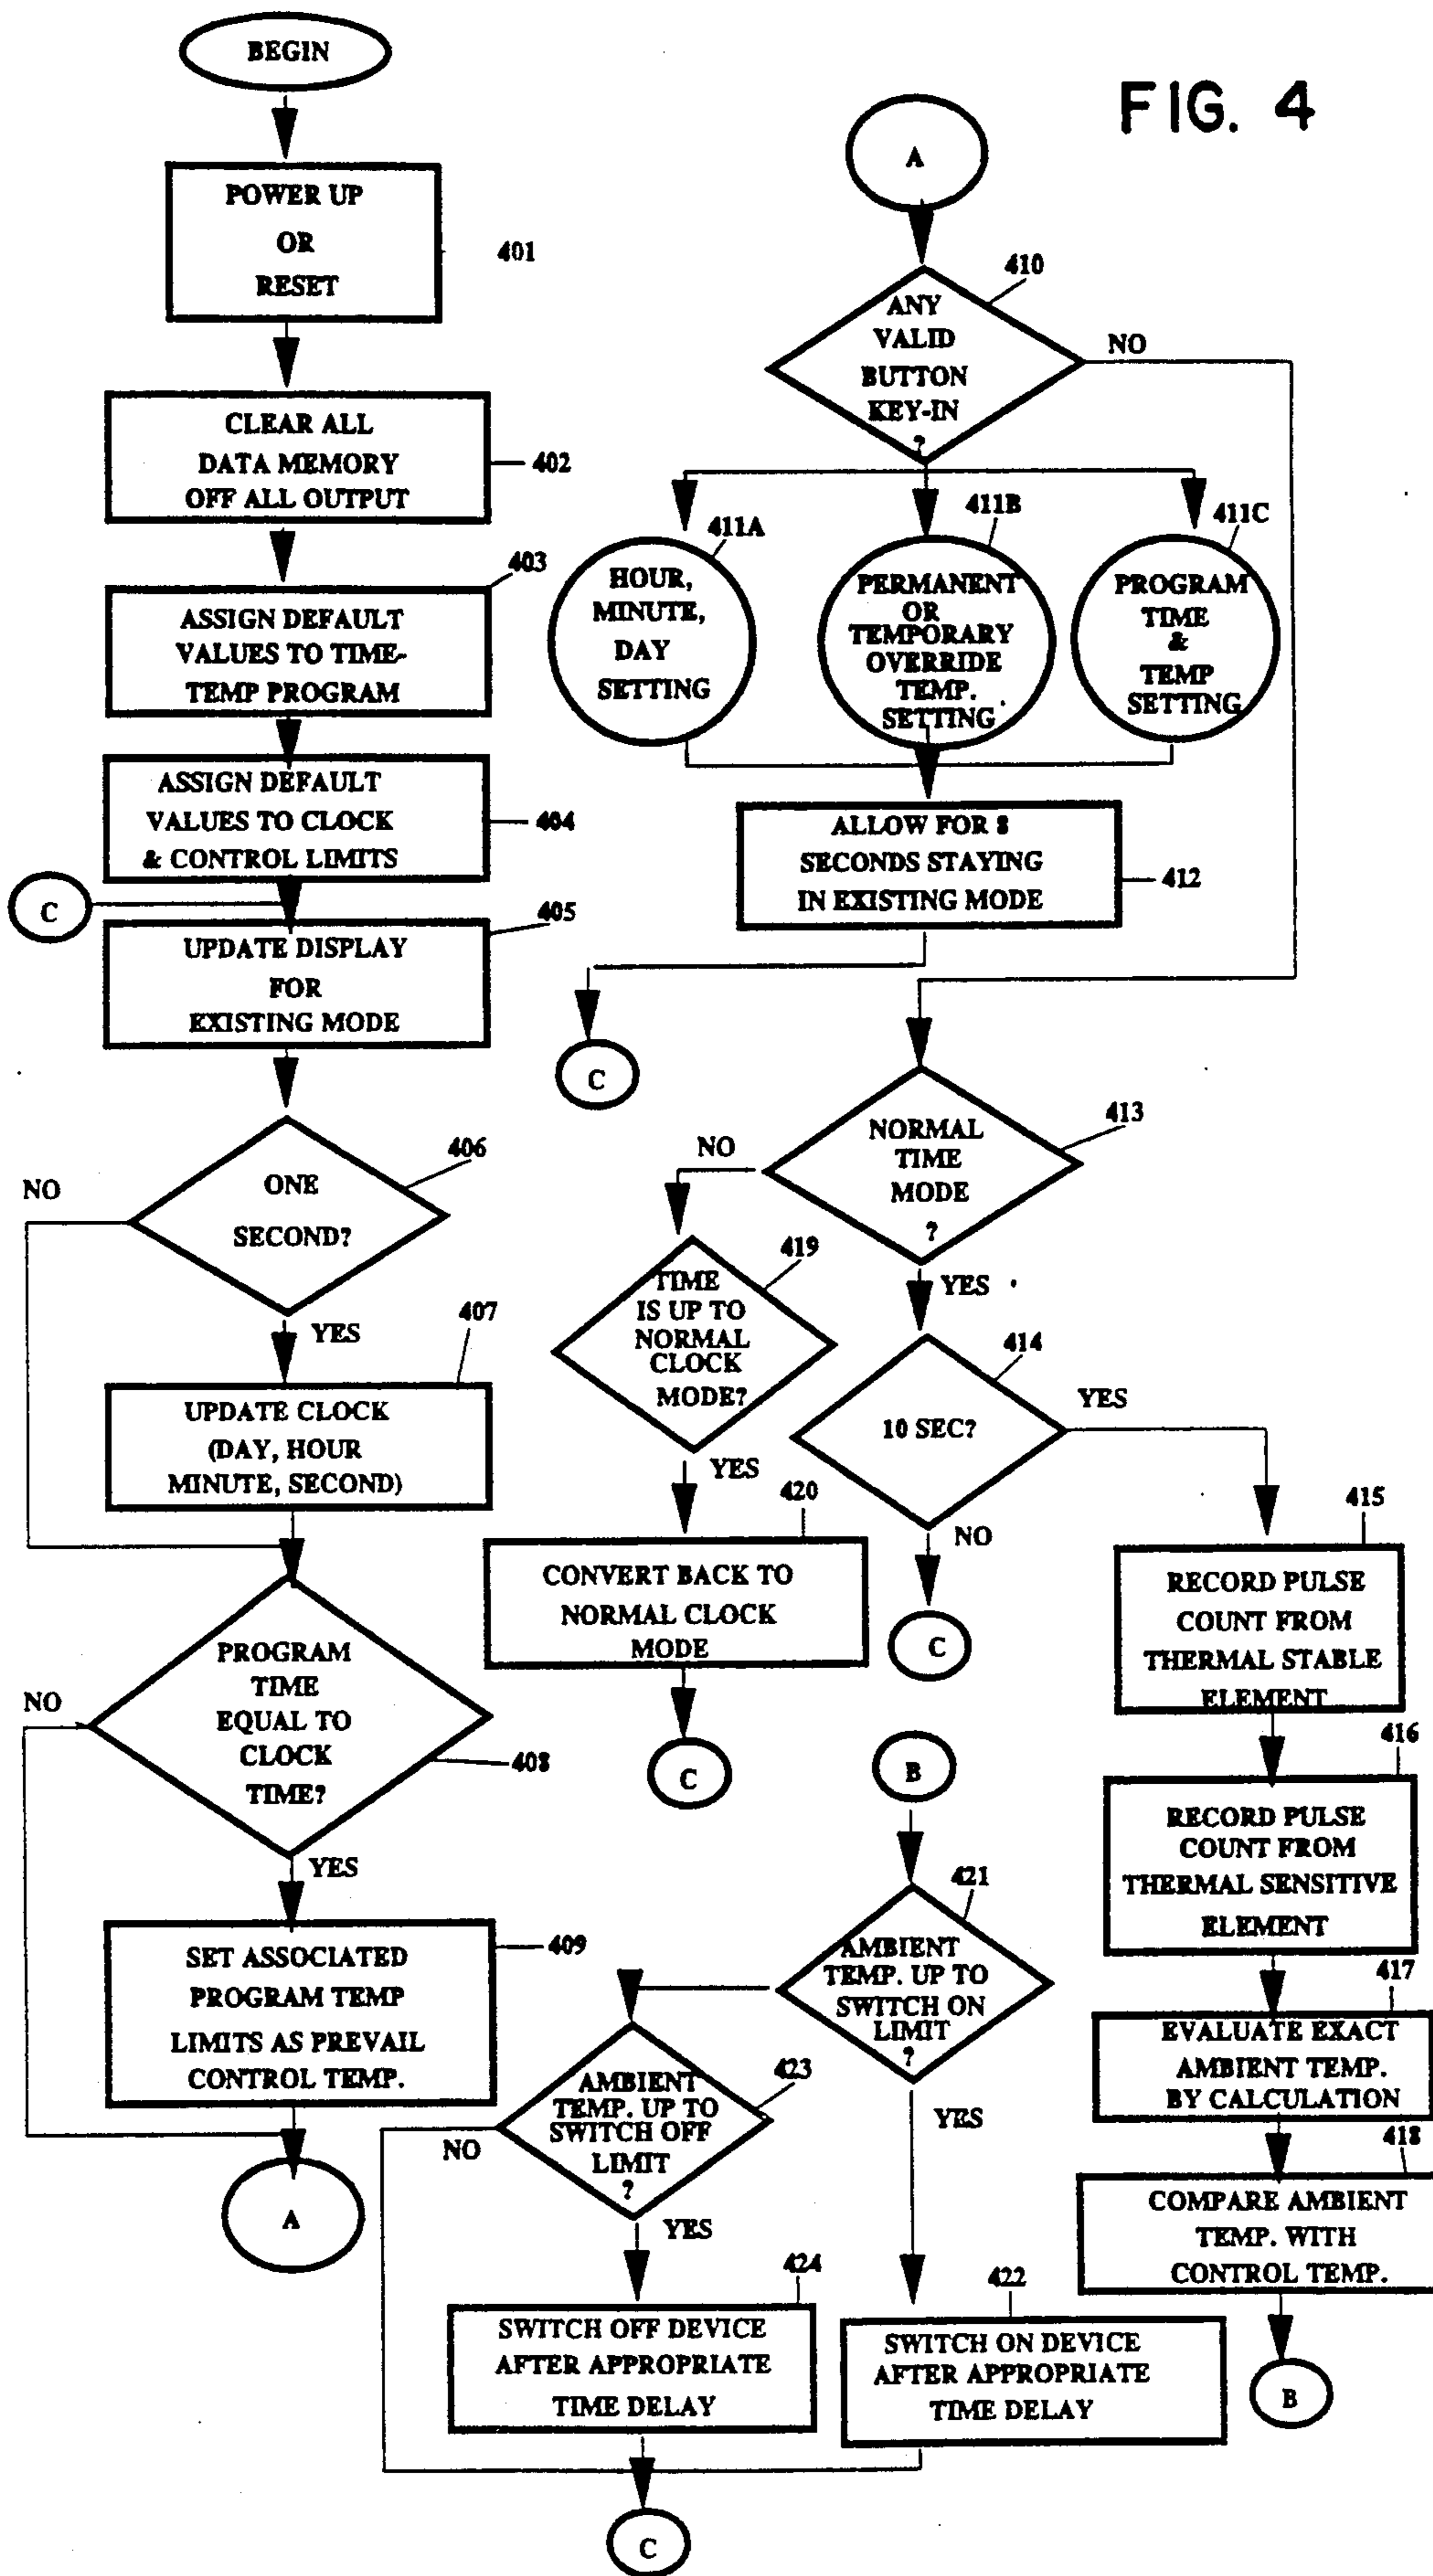 FIG. 4
BEGIN
POWER UP
OR
RESET
401
CLEAR ALL
DATA MEMORY
OFF ALL OUTPUT
402
403
ASSIGN DEFAULT
VALUES TO TIME-
TEMP PROGRAM
ASSIGN DEFAULT
VALUES TO CLOCK
& CONTROL LIMITS
404
C
405
UPDATE DISPLAY
FOR
EXISTING MODE
406
ONE
SECOND?
NO
YES
407
UPDATE CLOCK
(DAY, HOUR
MINUTE, SECOND)
PROGRAM
TIME
EQUAL TO
CLOCK
TIME?
408
NO
YES
SET ASSOCIATED
PROGRAM TEMP
LIMITS AS PREVAIL
CONTROL TEMP.
409
A
A
410
ANY
VALID
BUTTON
KEY-IN
?
NO
411A
HOUR,
MINUTE,
DAY
SETTING
411B
PERMANENT
OR
TEMPORARY
OVERRIDE
TEMP.
SETTING
411C
PROGRAM
TIME
&
TEMP
SETTING
ALLOW FOR 8
SECONDS STAYING
IN EXISTING MODE
412
C
413
NORMAL
TIME
MODE
?
NO
YES
419
TIME
IS UP TO
NORMAL
CLOCK
MODE?
YES
420
CONVERT BACK TO
NORMAL CLOCK
MODE
C
414
10 SEC?
YES
NO
C
415
RECORD PULSE
COUNT FROM
THERMAL STABLE
ELEMENT
416
RECORD PULSE
COUNT FROM
THERMAL SENSITIVE
ELEMENT
417
EVALUATE EXACT
AMBIENT TEMP.
BY CALCULATION
418
COMPARE AMBIENT
TEMP. WITH
CONTROL TEMP.
B
B
421
AMBIENT
TEMP. UP TO
SWITCH ON
LIMIT
?
YES
423
AMBIENT
TEMP. UP TO
SWITCH OFF
LIMIT
?
NO
YES
424
SWITCH OFF DEVICE
AFTER APPROPRIATE
TIME DELAY
422
SWITCH ON DEVICE
AFTER APPROPRIATE
TIME DELAY
C